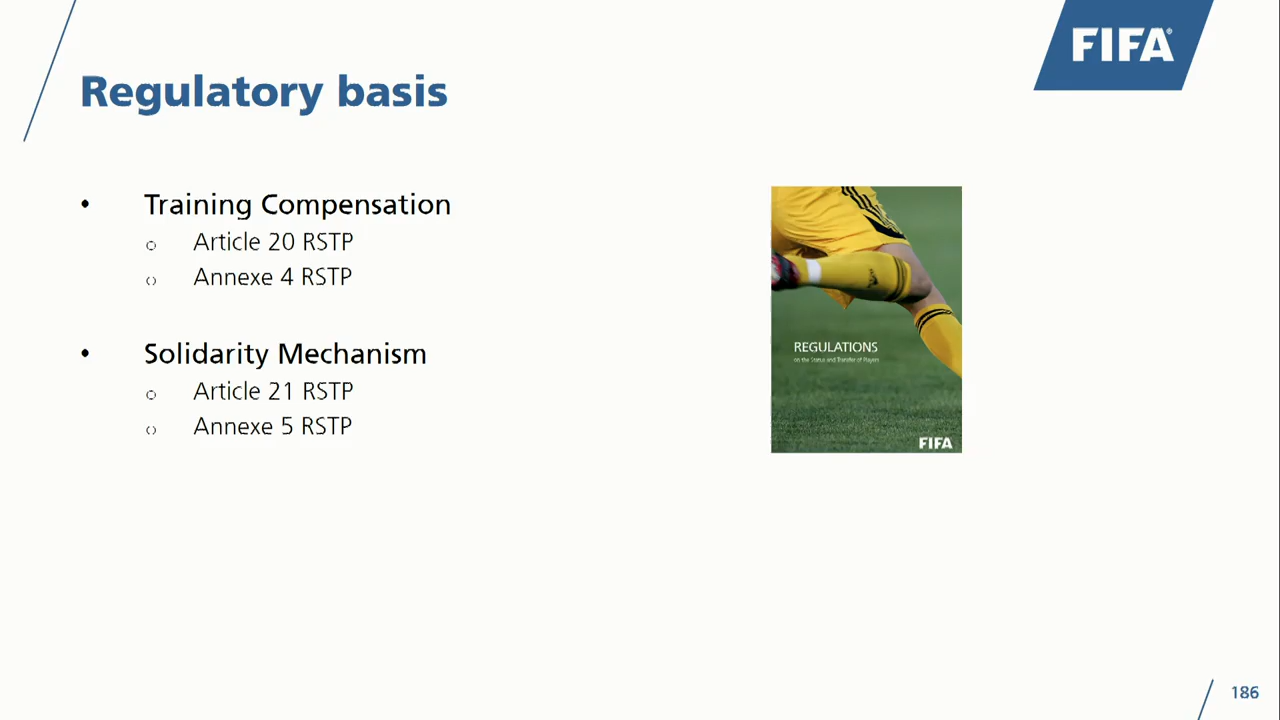 FIFA®
Regulatory basis
• Training Compensation
Article 20 RSTP
Annexe 4 RSTP
• Solidarity Mechanism
Article 21 RSTP
Annexe 5 RSTP
REGULATIONS
on the Status and Transfer of Players
FIFA
186